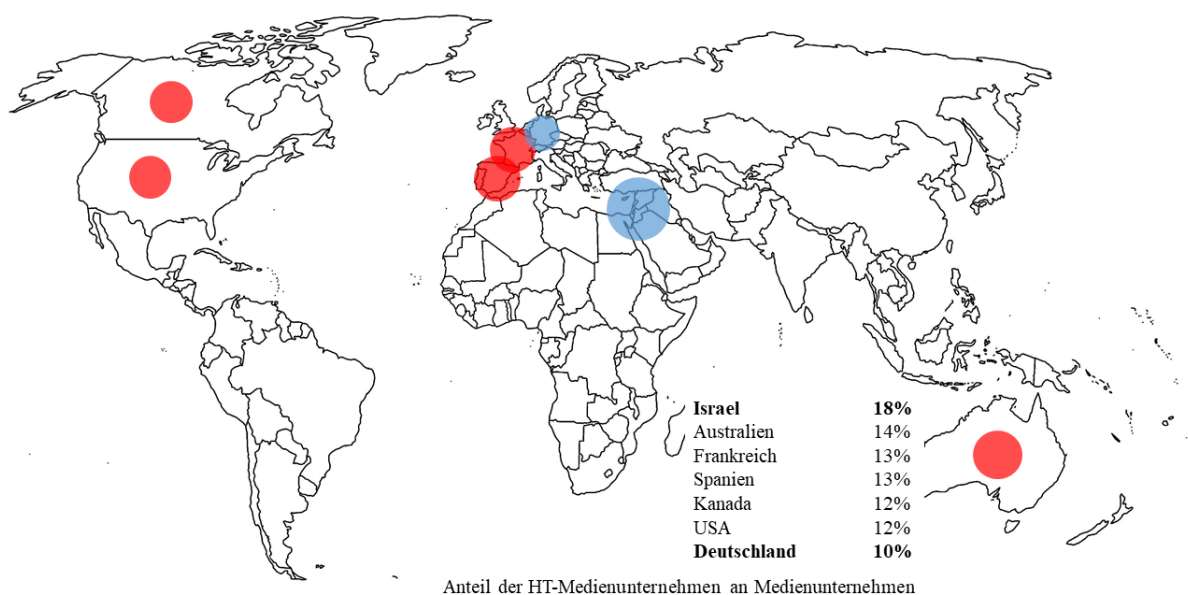 Israel 18%
Australien 14%
Frankreich 13%
Spanien 13%
Kanada 12%
USA 12%
Deutschland 10%
Anteil der HT-Medienunternehmen an Medienunternehmen